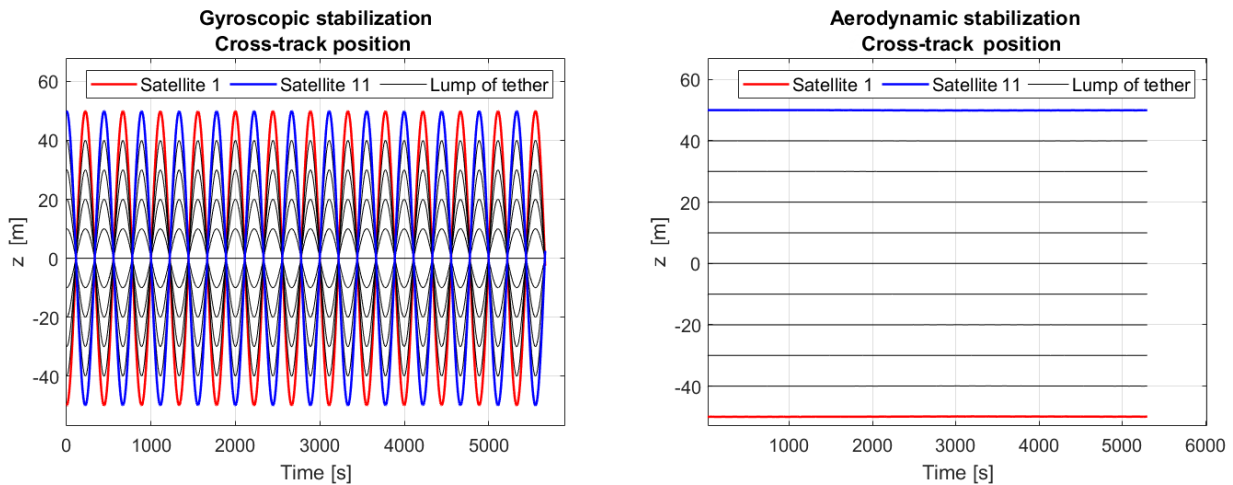 Gyroscopic stabilization
Cross-track position
Satellite 1 Satellite 11 Lump of tether
60
40
20
0
-20
-40
z [m]
0 1000 2000 3000 4000 5000
Time [s]
Aerodynamic stabilization
Cross-track position
Satellite 1 Satellite 11 Lump of tether
60
40
20
0
-20
-40
z [m]
1000 2000 3000 4000 5000 6000
Time [s]